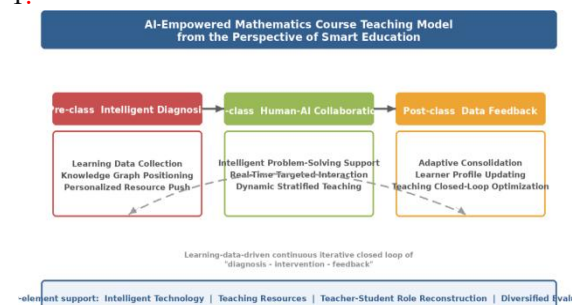 AI-Empowered Mathematics Course Teaching Model
from the Perspective of Smart Education
re-class Intelligent Diagnosi
-class Human-AI Collaboratio
Post-class Data Feedback
Learning Data Collection
Knowledge Graph Positioning
Personalized Resource Push
Intelligent Problem-Solving Support
Real-Time Targeted Interaction
Dynamic Stratified Teaching
Adaptive Consolidation
Learner Profile Updating
Teaching Closed-Loop Optimization
Learning-data-driven continuous iterative closed loop of
"diagnosis - intervention - feedback"
-element support: Intelligent Technology | Teaching Resources | Teacher-Student Role Reconstruction | Diversified Evalu